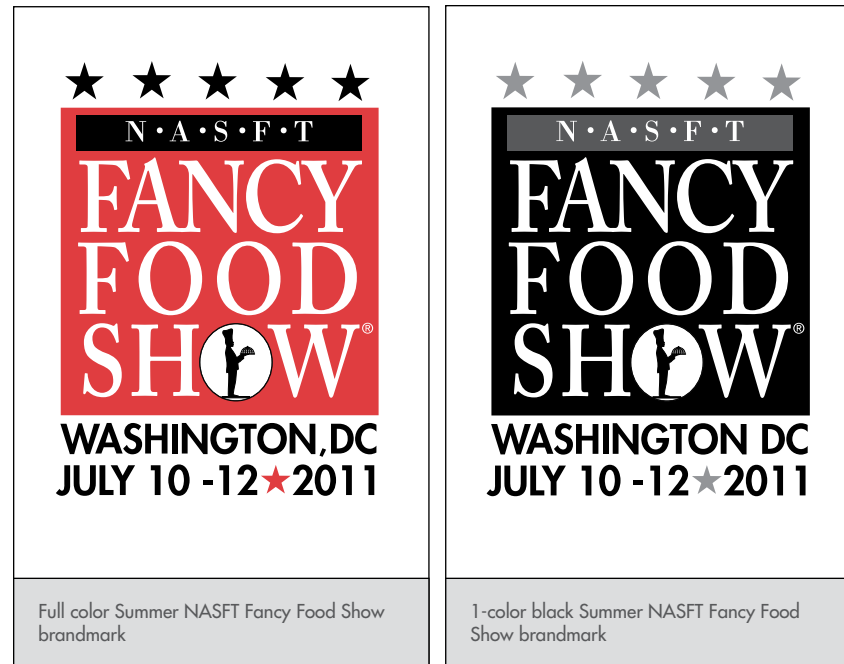 N·A·S·F·T
FANCY
FOOD
SHOW®
WASHINGTON, DC
JULY 10 -12★2011
Full color Summer NASFT Fancy Food Show
brandmark
N·A·S·F·T
FANCY
FOOD
SHOW®
WASHINGTON DC
JULY 10 -12★2011
1-color black Summer NASFT Fancy Food
Show brandmark